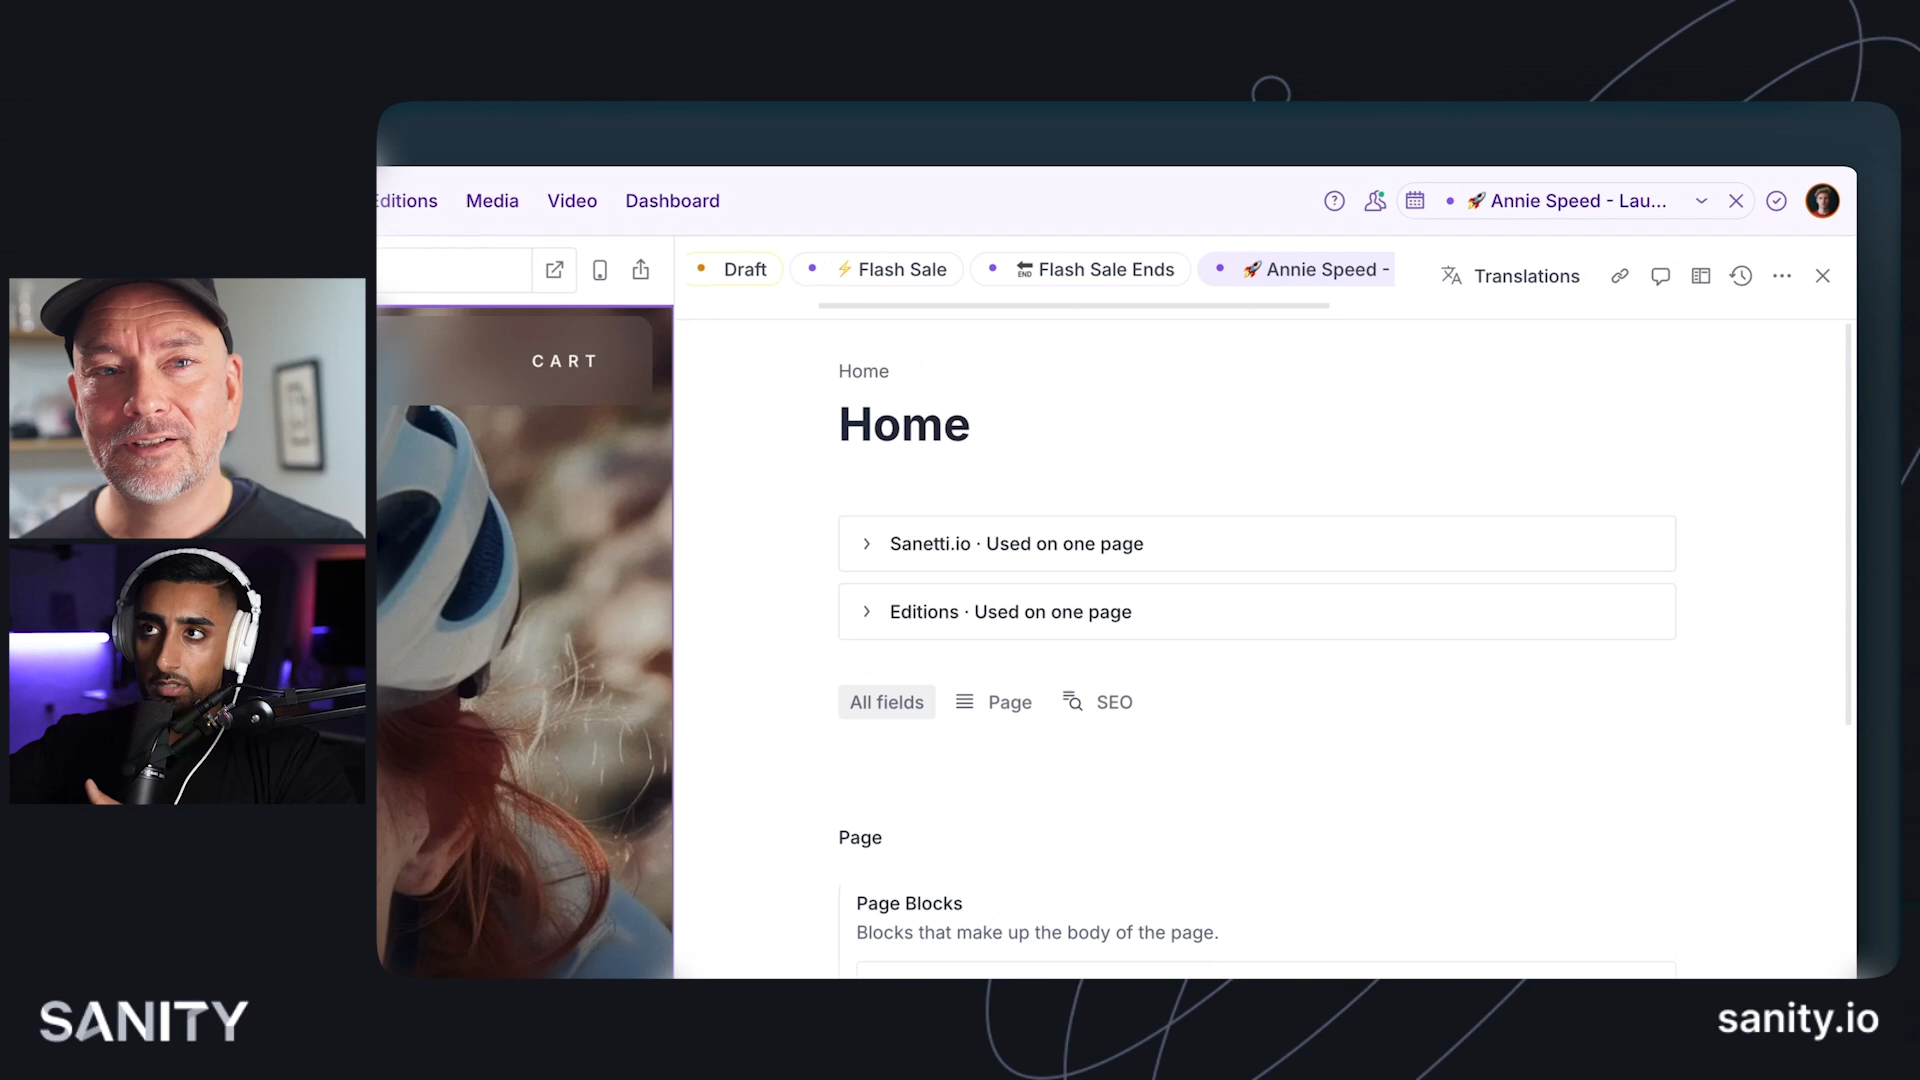 Editions Media Video Dashboard
Annie Speed - Lau...
Draft
Flash Sale
END
Flash Sale Ends
Annie Speed -
Translations
CART
Home
Home
Sanetti.io · Used on one page
Editions · Used on one page
All fields
Page
SEO
Page
Page Blocks
Blocks that make up the body of the page.
SANITY
sanity.io